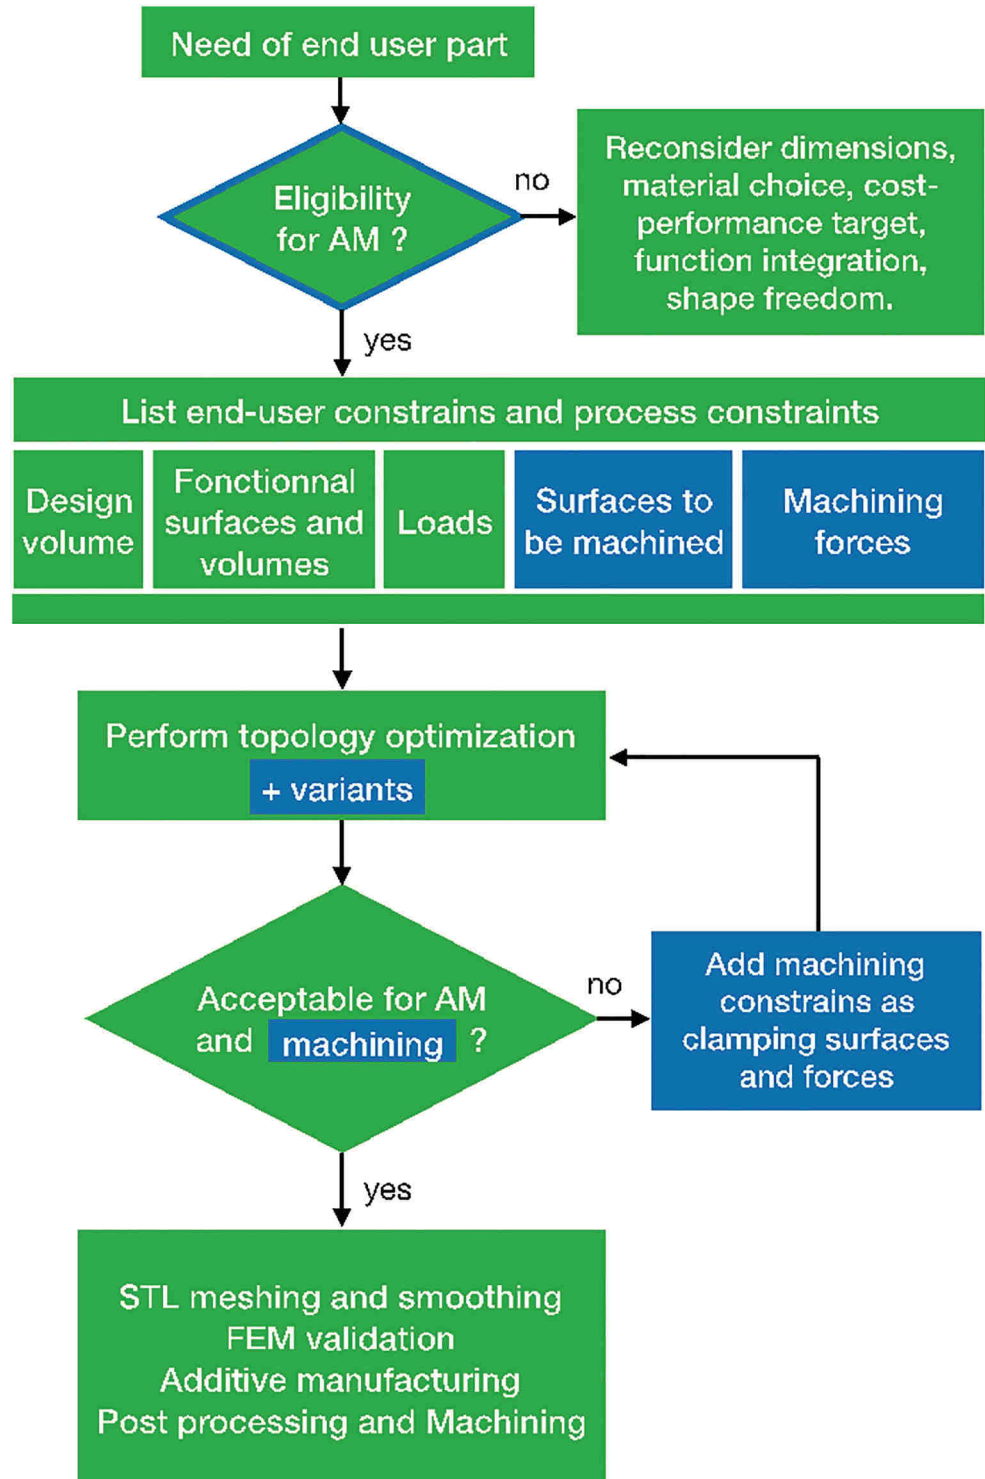 Need of end user part
Eligibility
for AM ?
no
Reconsider dimensions,
material choice, cost-
performance target,
function integration,
shape freedom.
yes
List end-user constrains and process constraints
Design
volume
Fonctionnal
surfaces and
volumes
Loads
Surfaces to
be machined
Machining
forces
Perform topology optimization
+ variants
Acceptable for AM
and machining ?
no
Add machining
constrains as
clamping surfaces
and forces
yes
STL meshing and smoothing
FEM validation
Additive manufacturing
Post processing and Machining